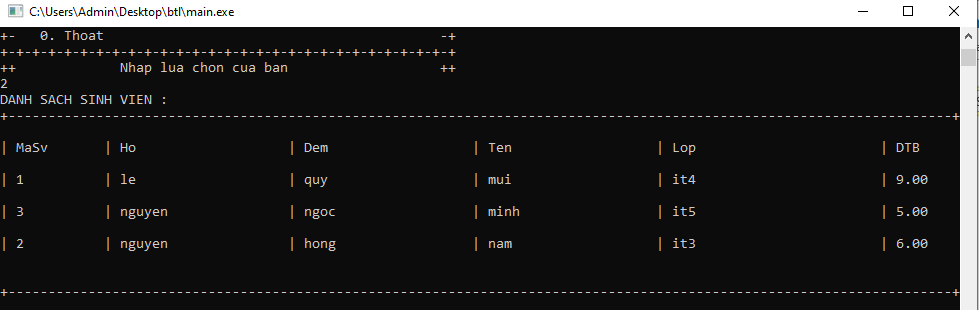 C:\Users\Admin\Desktop\btl\main.exe
+-   0. Thoat                                          -+
+-+-+-+-+-+-+-+-+-+-+-+-+-+-+-+-+-+-+-+-+-+-+-+-+-+-+-+-+
++             Nhap lua chon cua ban                   ++
2
DANH SACH SINH VIEN :
+----------------------------------------------------------------------------------------------------------------------+
| MaSv       | Ho                   | Dem                  | Ten                  | Lop                       | DTB
| 1          | le                   | quy                  | mui                  | it4                       | 9.00
| 3          | nguyen               | ngoc                 | minh                 | it5                       | 5.00
| 2          | nguyen               | hong                 | nam                  | it3                       | 6.00
+----------------------------------------------------------------------------------------------------------------------+